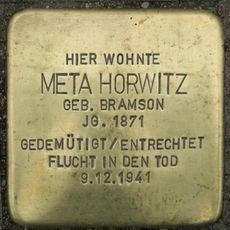 HIER WOHNTE
META HORWITZ
GEB. BRAMSON
JG. 1871
GEDEMÜTIGT/ENTRECHTET
FLUCHT IN DEN TOD
9.12.1941